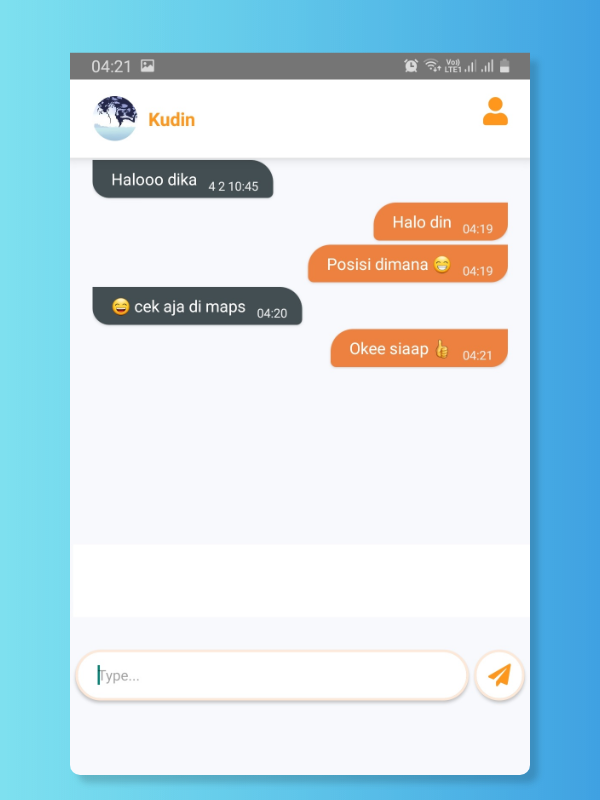 04:21
Voi)
LTE1
Kudin
Halooo dika 4 2 10:45
Halo din 04:19
Posisi dimana 😁 04:19
😄 cek aja di maps 04:20
Okee siaap 👍 04:21
Type...